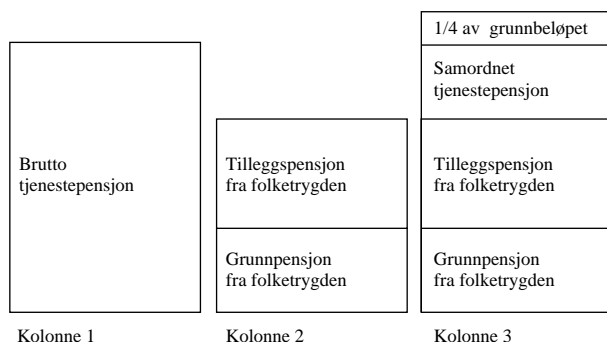 Brutto
tjenestepensjon
Kolonne 1
Tilleggspensjon
fra folketrygden
Grunnpensjon
fra folketrygden
Kolonne 2
1/4 av grunnbeløpet
Samordnet
tjenestepensjon
Tilleggspensjon
fra folketrygden
Grunnpensjon
fra folketrygden
Kolonne 3